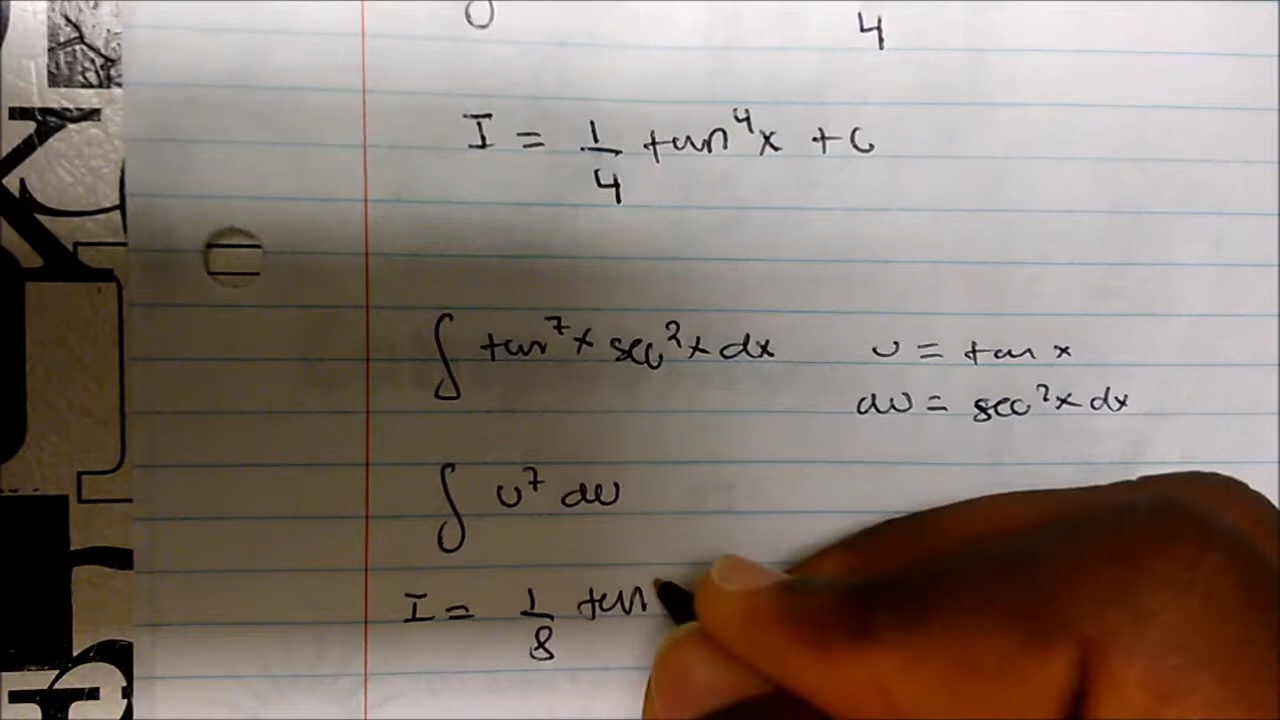 4
I = 1/4 tan⁴x + c
∫ tan⁷x sec²x dx u = tan x
du = sec²x dx
∫ u⁷ du
I = 1/8 tan